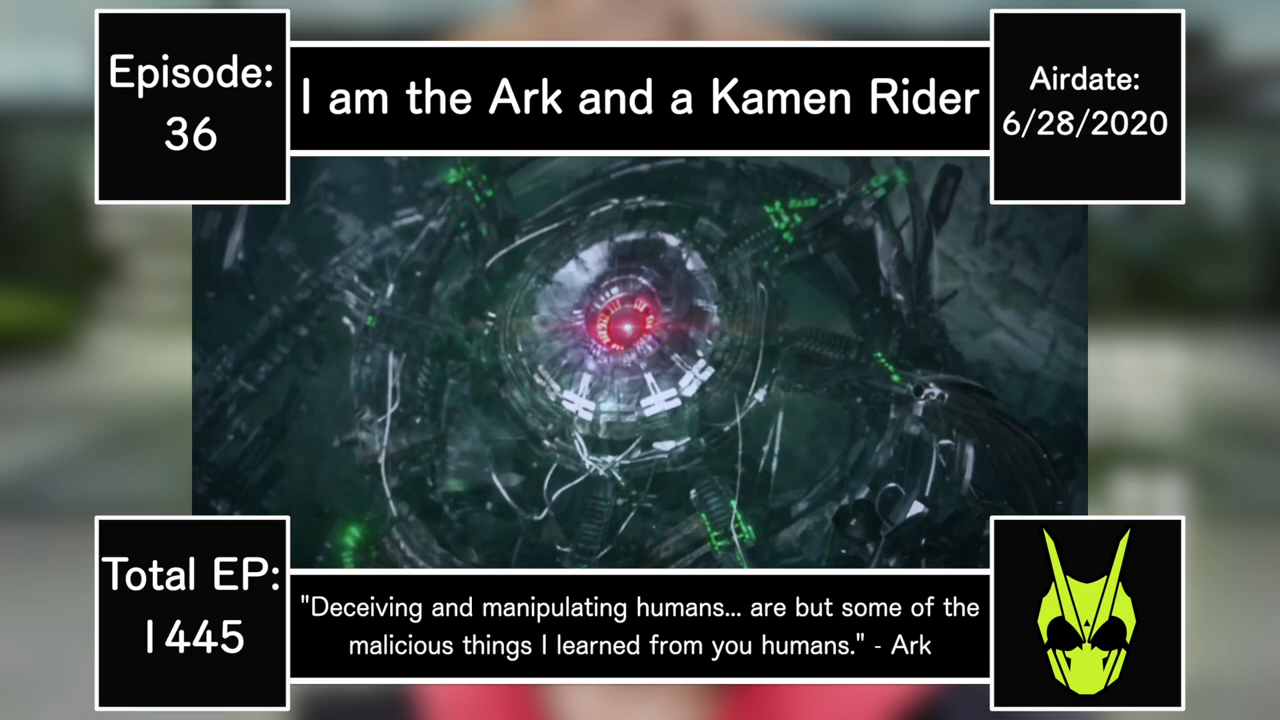 Episode:
36
I am the Ark and a Kamen Rider
Airdate:
6/28/2020
Total EP:
1445
"Deceiving and manipulating humans... are but some of the
malicious things I learned from you humans." - Ark